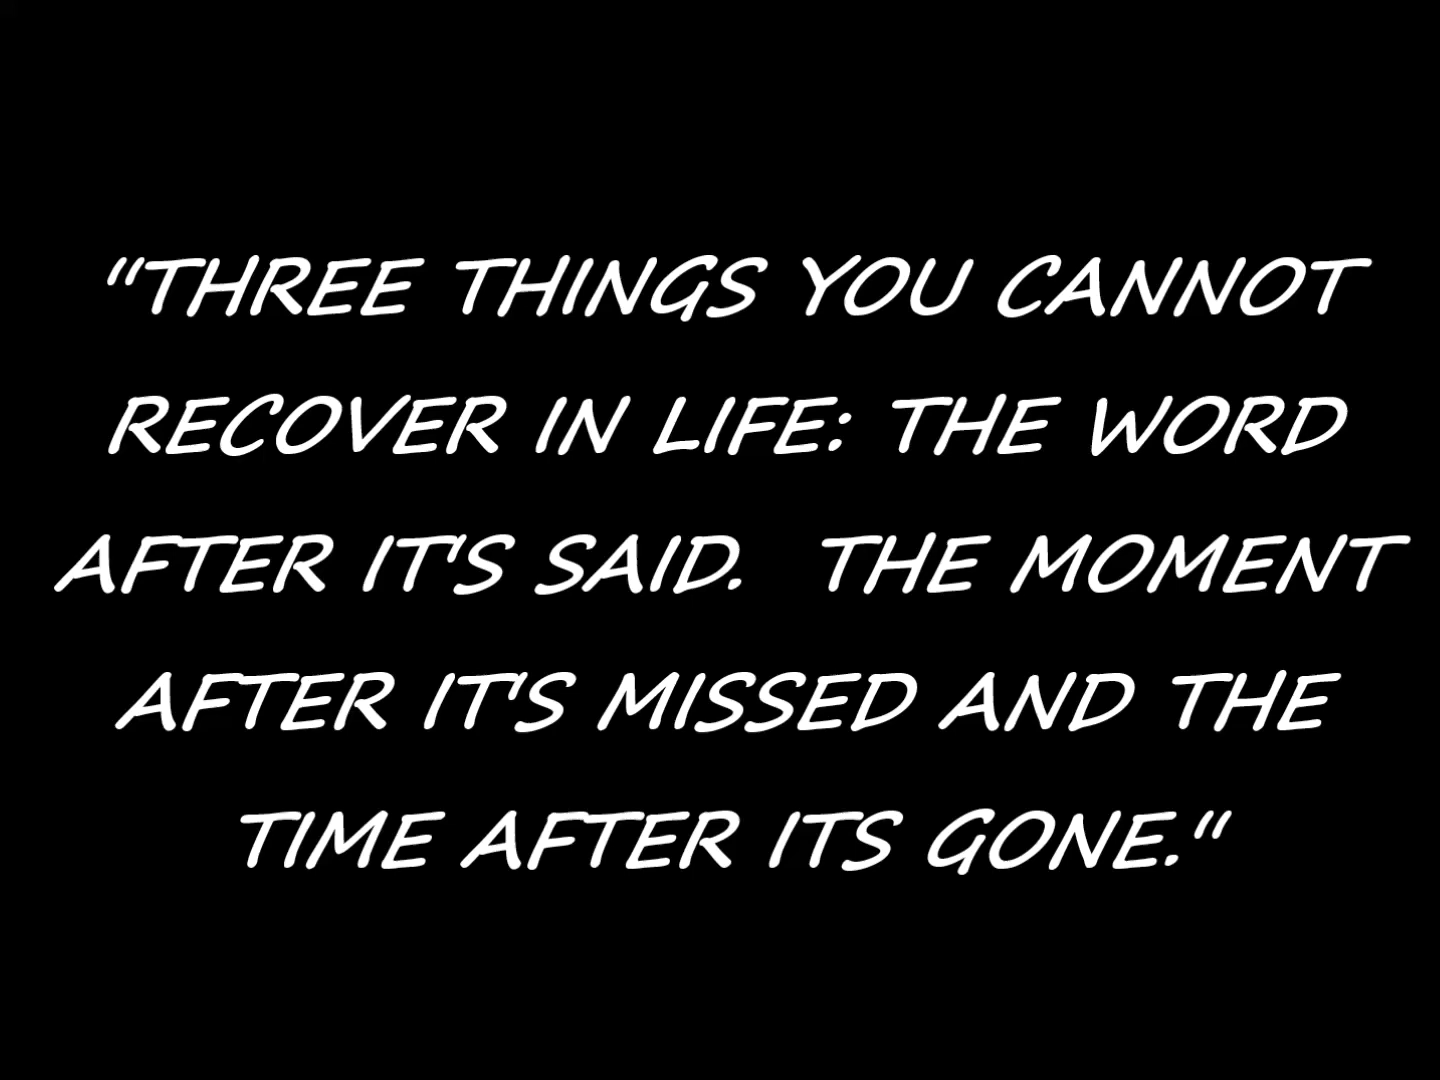 "THREE THINGS YOU CANNOT
RECOVER IN LIFE: THE WORD
AFTER IT'S SAID.  THE MOMENT
AFTER IT'S MISSED AND THE
TIME AFTER ITS GONE."